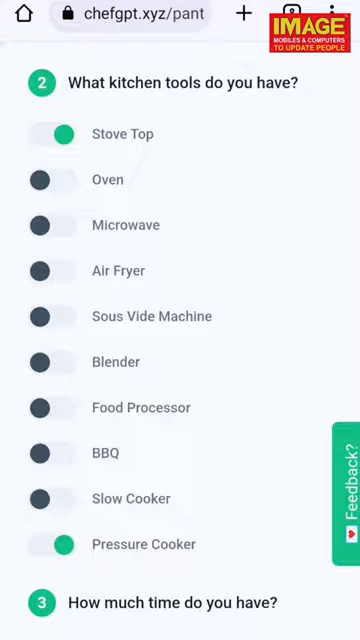 chefgpt.xyz/pant
IMAGE
MOBILES & COMPUTERS
TO UPDATE PEOPLE
2 What kitchen tools do you have?
Stove Top
Oven
Microwave
Air Fryer
Sous Vide Machine
Blender
Food Processor
BBQ
Slow Cooker
Pressure Cooker
Feedback?
3 How much time do you have?